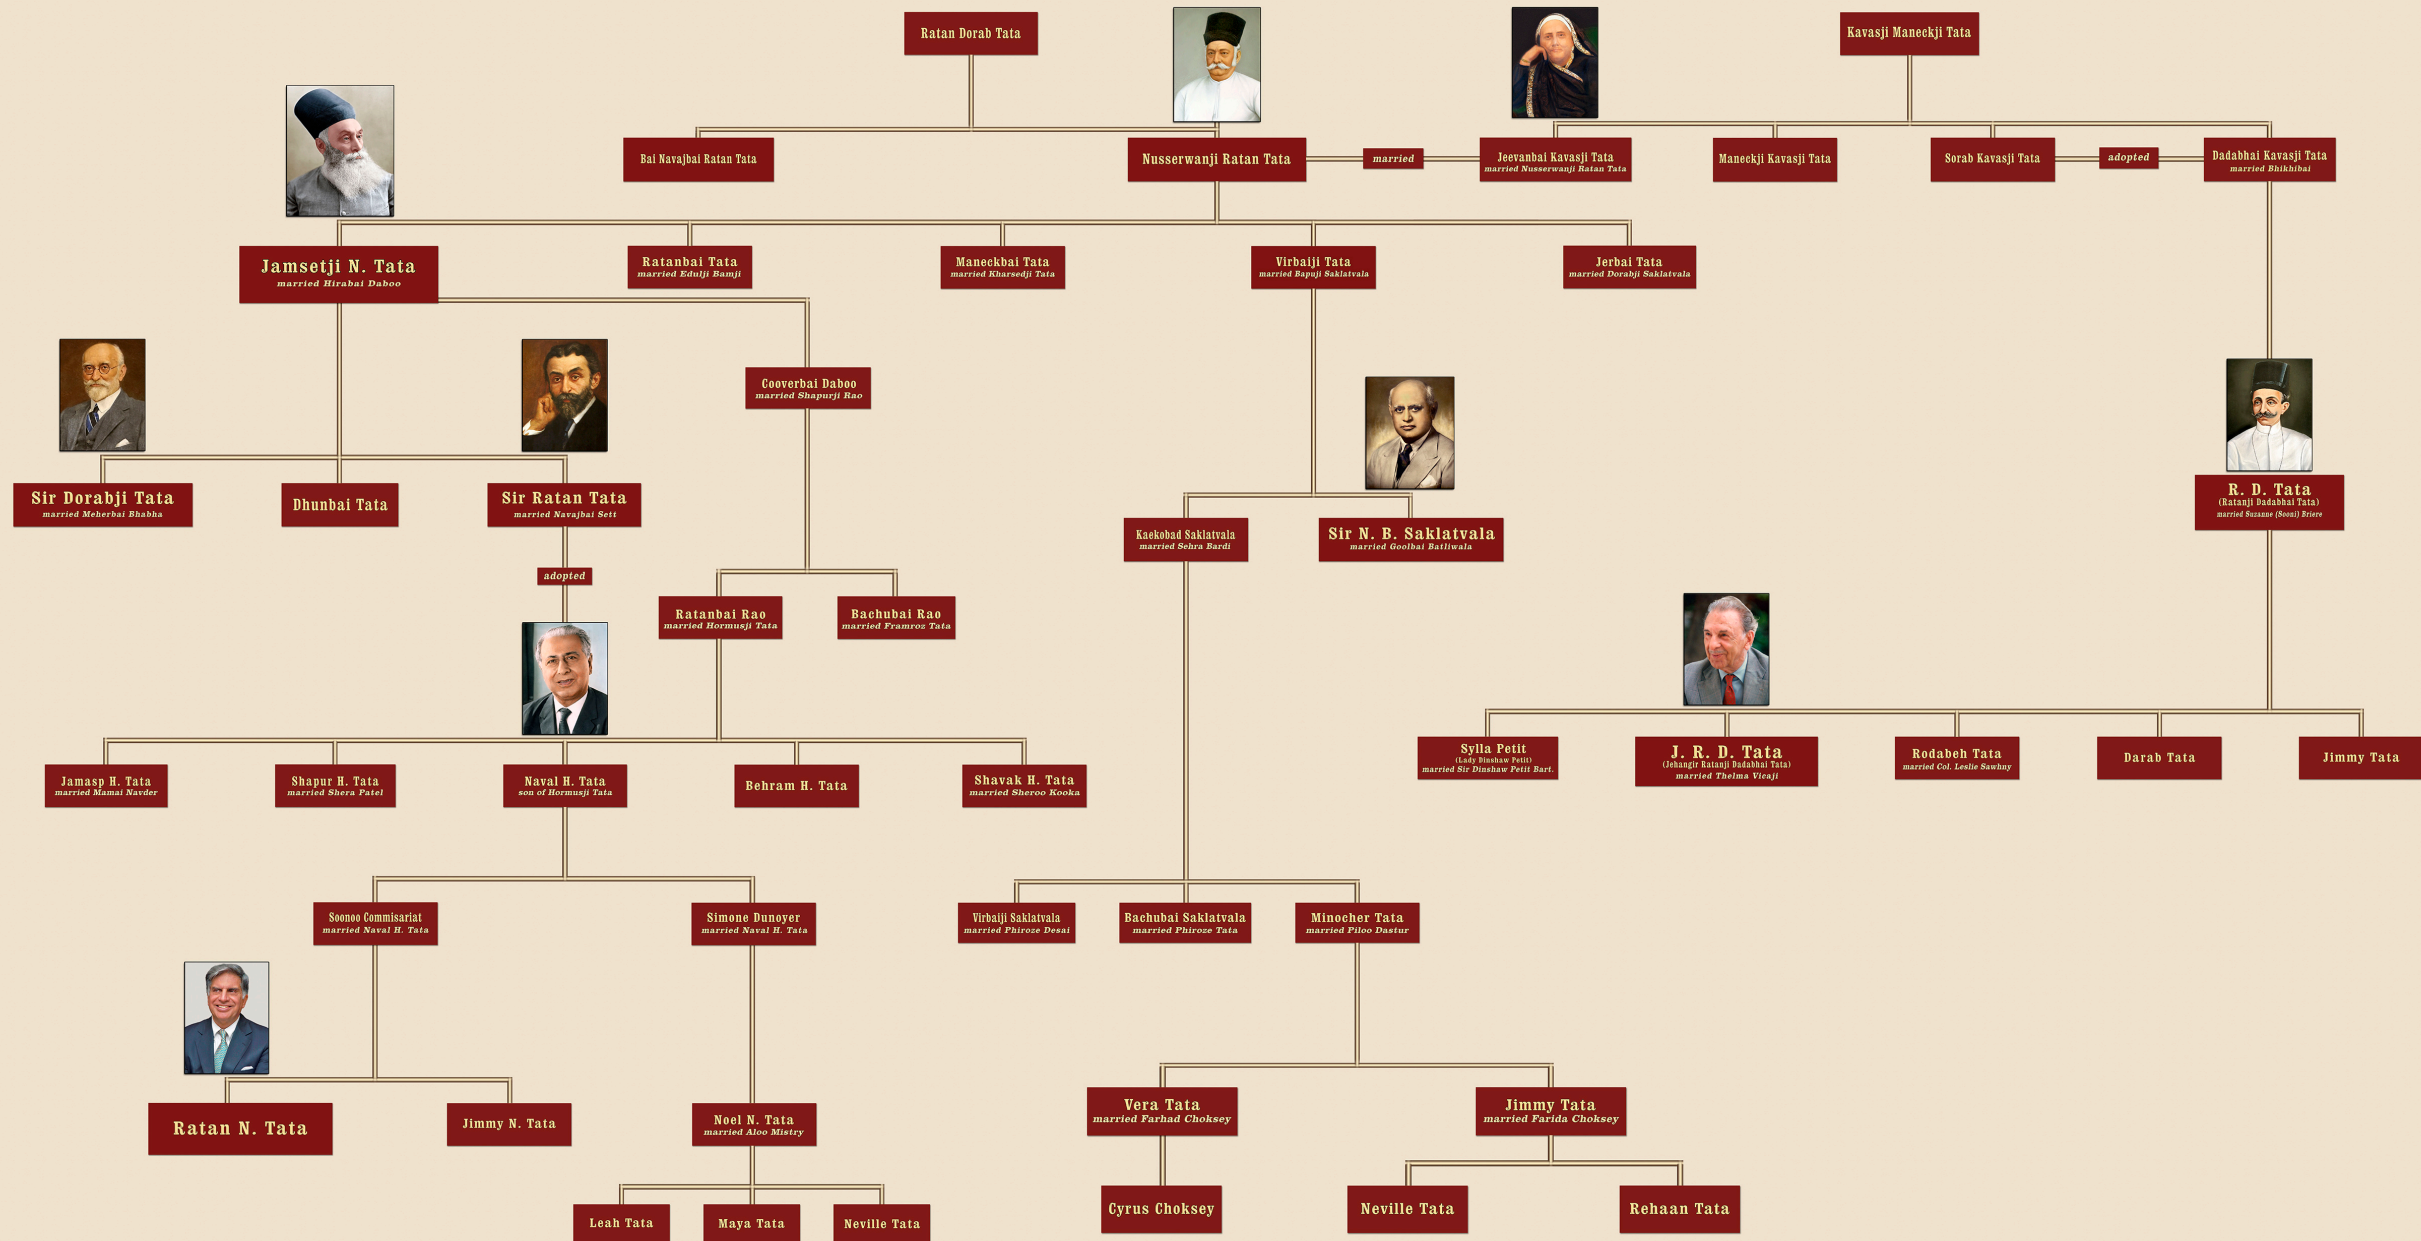 Ratan Dorab Tata
Kavasji Maneckji Tata
Bai Navajbai Ratan Tata
Nusserwanji Ratan Tata
married
Jeevanbai Kavasji Tata
married Nusserwanji Ratan Tata
Maneckji Kavasji Tata
Sorab Kavasji Tata
adopted
Dadabhai Kavasji Tata
married Bhikhibai
Jamsetji N. Tata
married Hirabai Daboo
Ratanbai Tata
married Edulji Bamji
Maneckbai Tata
married Kharsedji Tata
Virbaiji Tata
married Bapuji Saklatvala
Jerbai Tata
married Dorabji Saklatvala
Cooverbai Daboo
married Shapurji Rao
Sir Dorabji Tata
married Meherbai Bhabha
Dhunbai Tata
Sir Ratan Tata
married Navajbai Sett
R. D. Tata
(Ratanji Dadabhai Tata)
married Suzanne (Sooni) Briere
Kaekobad Saklatvala
married Sehra Bardi
Sir N. B. Saklatvala
married Goolbai Batliwala
adopted
Ratanbai Rao
married Hormusji Tata
Bachubai Rao
married Framroz Tata
Sylla Petit
(Lady Dinshaw Petit)
married Sir Dinshaw Petit Bart.
J. R. D. Tata
(Jehangir Ratanji Dadabhai Tata)
married Thelma Vicaji
Rodabeh Tata
married Col. Leslie Sawhny
Darab Tata
Jimmy Tata
Jamasp H. Tata
married Mamai Navder
Shapur H. Tata
married Shera Patel
Naval H. Tata
son of Hormusji Tata
Behram H. Tata
Shavak H. Tata
married Sheroo Kooka
Soonoo Commisariat
married Naval H. Tata
Simone Dunoyer
married Naval H. Tata
Virbaiji Saklatvala
married Phiroze Desai
Bachubai Saklatvala
married Phiroze Tata
Minocher Tata
married Piloo Dastur
Ratan N. Tata
Jimmy N. Tata
Noel N. Tata
married Aloo Mistry
Vera Tata
married Farhad Choksey
Jimmy Tata
married Farida Choksey
Leah Tata
Maya Tata
Neville Tata
Cyrus Choksey
Neville Tata
Rehaan Tata